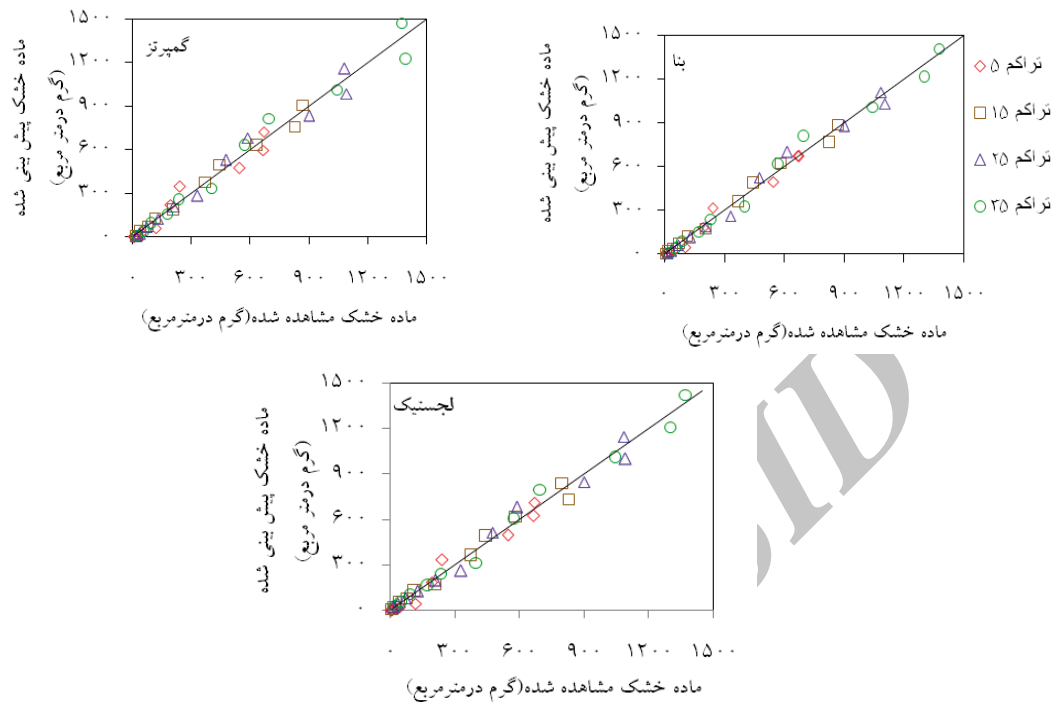 گمپرتز
ماده خشک پیش بینی شده
(گرم درمتر مربع)
۱۵۰۰
۱۲۰۰
۹۰۰
۶۰۰
۳۰۰
۰
۰ ۳۰۰ ۶۰۰ ۹۰۰ ۱۲۰۰ ۱۵۰۰
ماده خشک مشاهده شده(گرم درمترمربع)
بتا
ماده خشک پیش بینی شده
(گرم درمتر مربع)
۱۵۰۰
۱۲۰۰
۹۰۰
۶۰۰
۳۰۰
۰
۰ ۳۰۰ ۶۰۰ ۹۰۰ ۱۲۰۰ ۱۵۰۰
ماده خشک مشاهده شده(گرم درمترمربع)
تراکم ۵
تراکم ۱۵
تراکم ۲۵
تراکم ۳۵
لجستیک
ماده خشک پیش بینی شده
(گرم درمتر مربع)
۱۵۰۰
۱۲۰۰
۹۰۰
۶۰۰
۳۰۰
۰
۰ ۳۰۰ ۶۰۰ ۹۰۰ ۱۲۰۰ ۱۵۰۰
ماده خشک مشاهده شده(گرم درمترمربع)